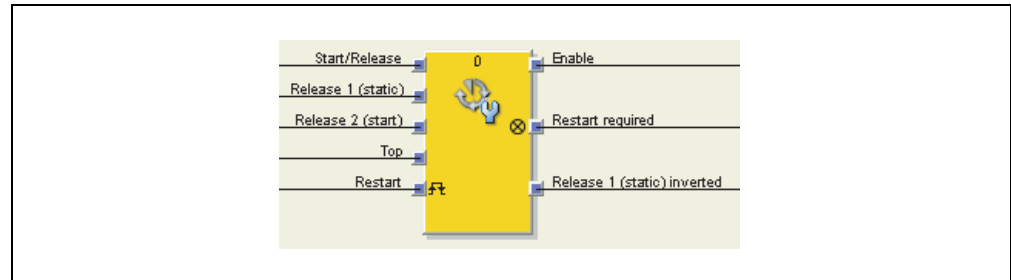 Start/Release
0
Enable
Release 1 (static)
Release 2 (start)
Restart required
Top
Restart
Release 1 (static) inverted